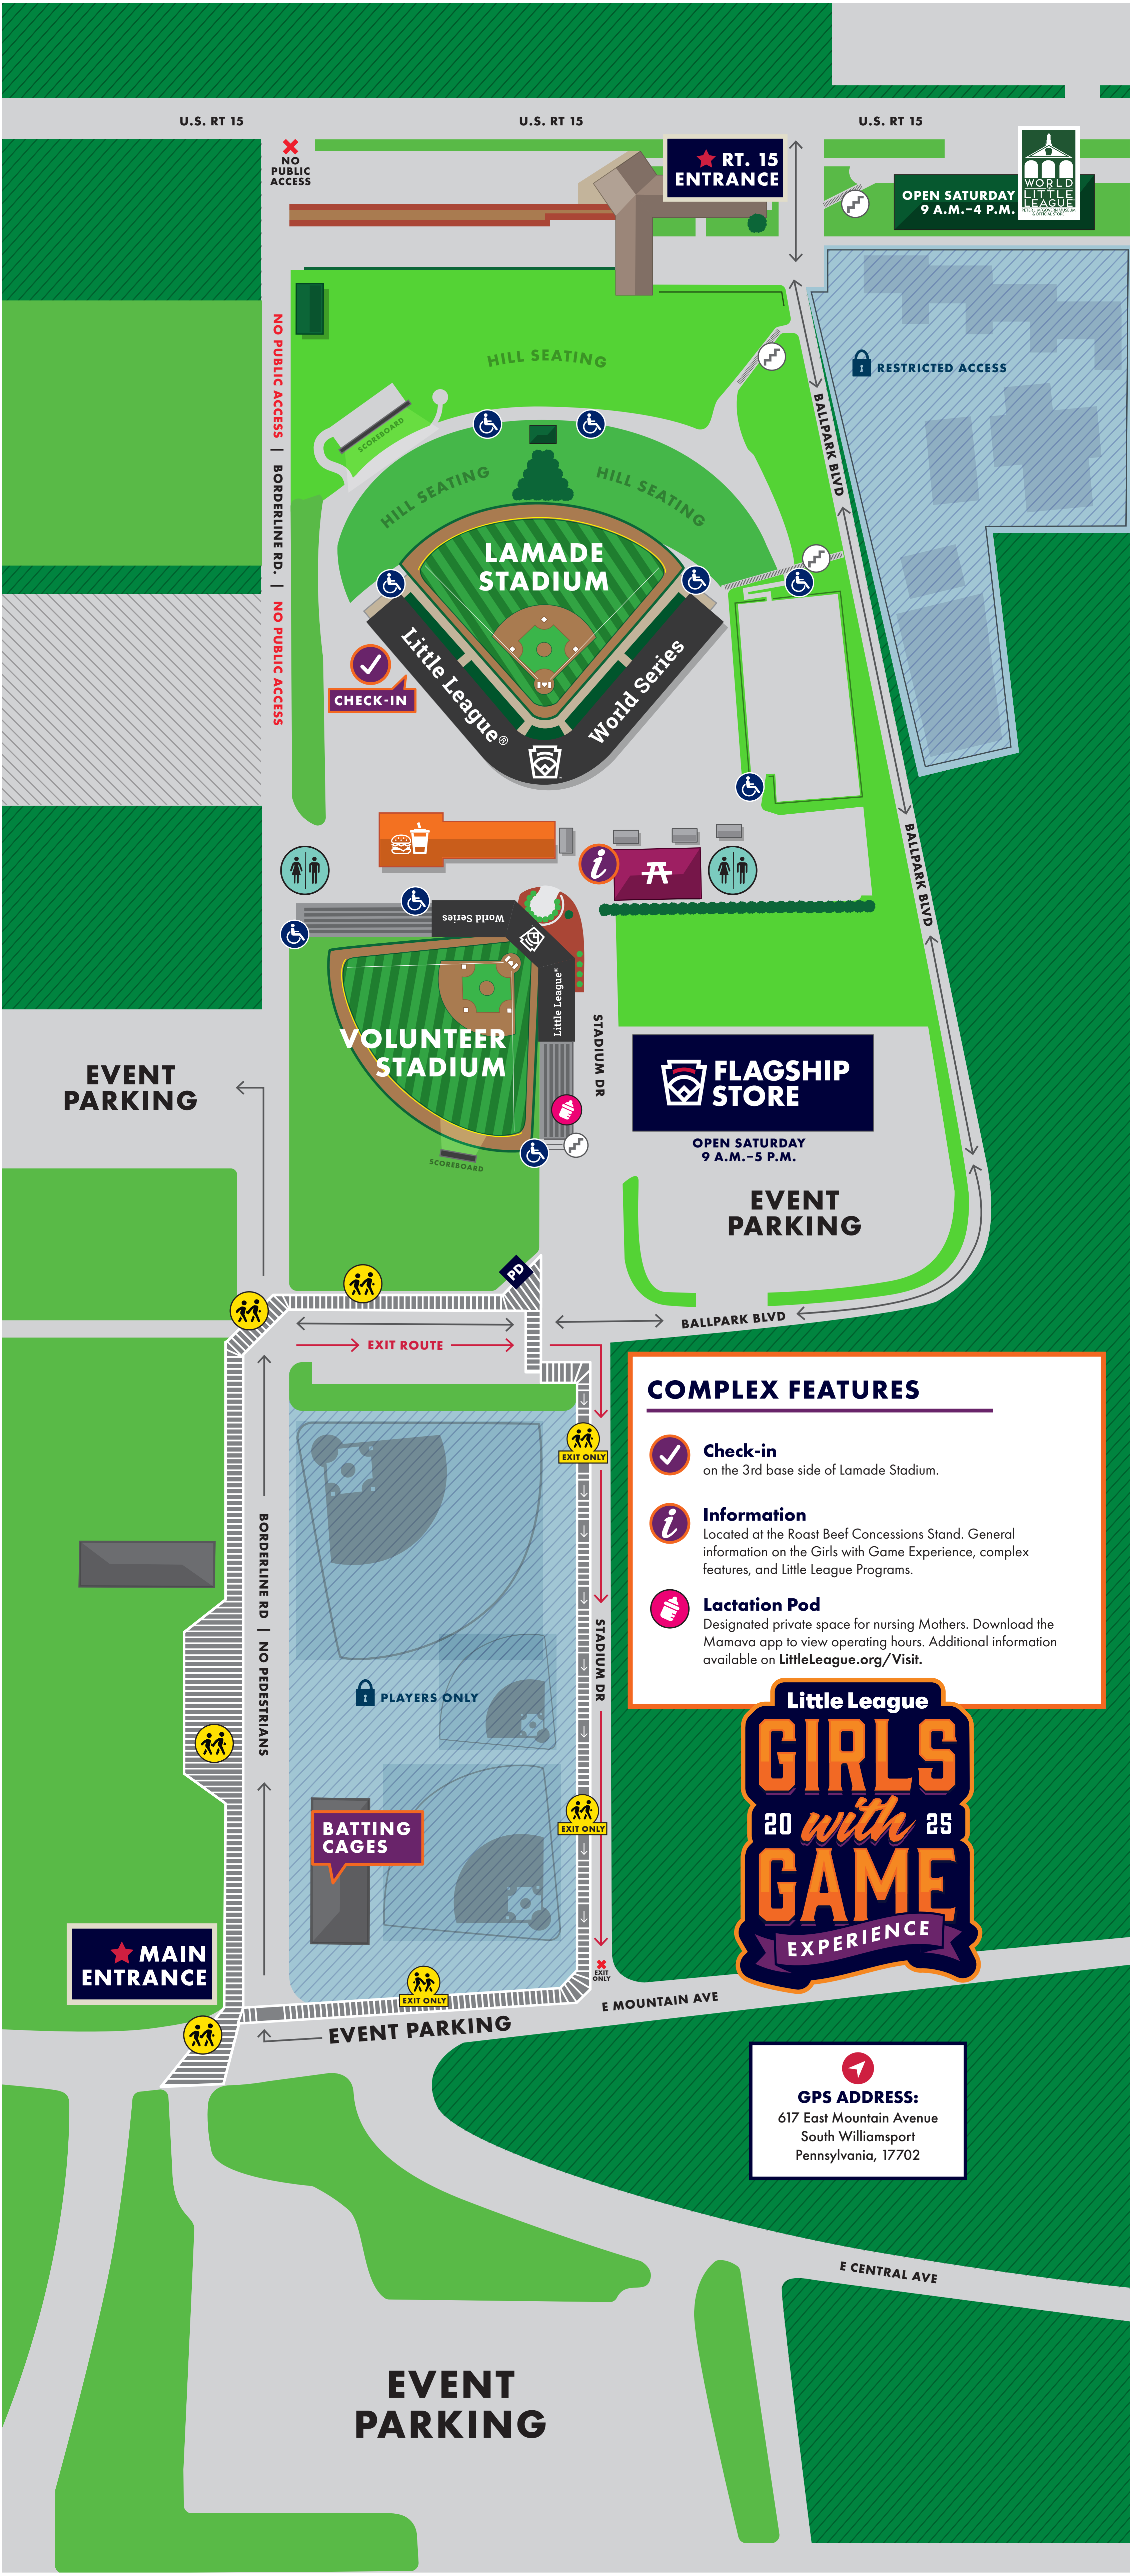 U.S. RT 15
U.S. RT 15
U.S. RT 15
NO
PUBLIC
ACCESS
RT. 15
ENTRANCE
OPEN SATURDAY
9 A.M.–4 P.M.
WORLD
LITTLE
LEAGUE
HILL SEATING
RESTRICTED ACCESS
NO PUBLIC ACCESS | BORDERLINE RD. | NO PUBLIC ACCESS
SCOREBOARD
HILL SEATING
HILL SEATING
BALLPARK BLVD
LAMADE
STADIUM
Little League®
World Series
CHECK-IN
BALLPARK BLVD
World Series
Little League®
VOLUNTEER
STADIUM
SCOREBOARD
STADIUM DR
FLAGSHIP
STORE
OPEN SATURDAY
9 A.M.–5 P.M.
EVENT
PARKING
EVENT
PARKING
PD
BALLPARK BLVD
EXIT ROUTE
COMPLEX FEATURES
Check-in
on the 3rd base side of Lamade Stadium.
Information
Located at the Roast Beef Concessions Stand. General
information on the Girls with Game Experience, complex
features, and Little League Programs.
Lactation Pod
Designated private space for nursing Mothers. Download the
Mamava app to view operating hours. Additional information
available on LittleLeague.org/Visit.
EXIT ONLY
BORDERLINE RD | NO PEDESTRIANS
STADIUM DR
PLAYERS ONLY
BATTING
CAGES
EXIT ONLY
Little League
GIRLS
20 with 25
GAME
EXPERIENCE
MAIN
ENTRANCE
EXIT
ONLY
EXIT ONLY
E MOUNTAIN AVE
EVENT PARKING
GPS ADDRESS:
617 East Mountain Avenue
South Williamsport
Pennsylvania, 17702
E CENTRAL AVE
EVENT
PARKING